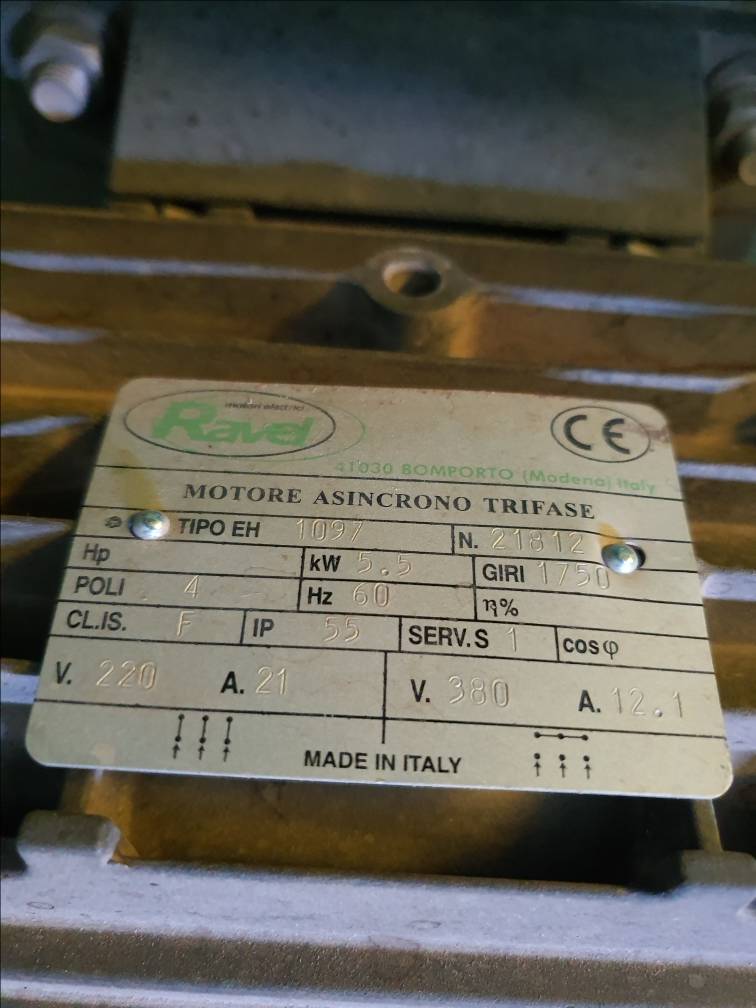 motori elettrici
Ravel
CE
41030 BOMPORTO (Modena) Italy
MOTORE ASINCRONO TRIFASE
TIPO EH 1097 N. 21812
Hp kW 5.5 GIRI 1750
POLI 4 Hz 60 η%
CL.IS. F IP 55 SERV.S 1 cosφ
V. 220 A. 21 V. 380 A. 12.1
MADE IN ITALY